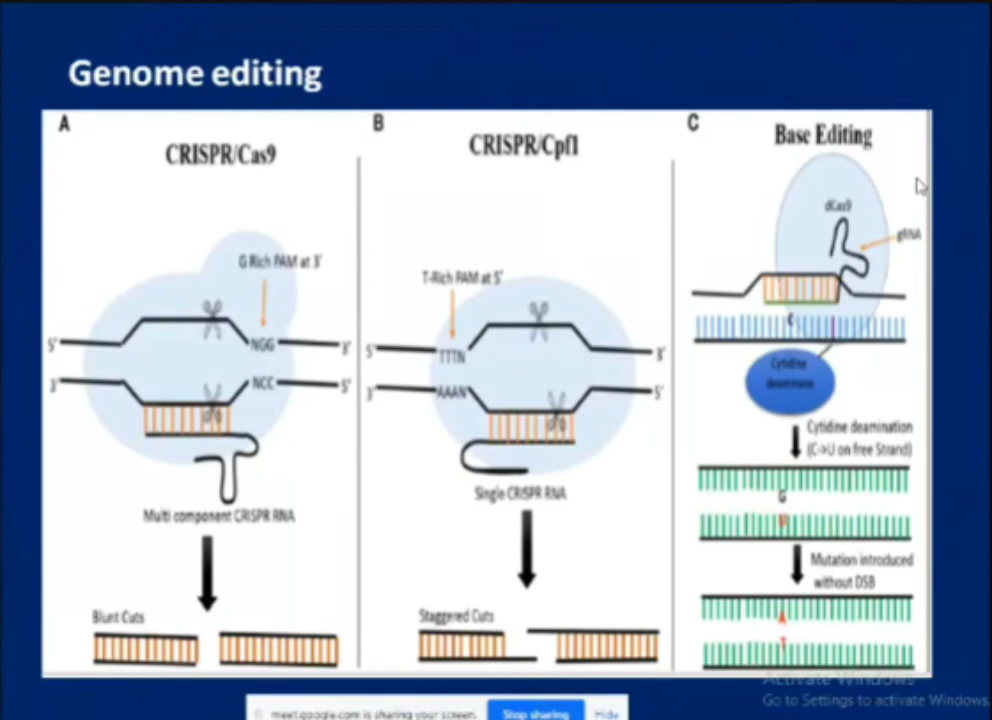 Genome editing
A
CRISPR/Cas9
G Rich PAM at 3'
5'
NGG
3'
3'
NCC
5'
Multi component CRISPR RNA
Blunt Cuts
B
CRISPR/Cpf1
T-Rich PAM at 5'
5'
TTTN
3'
3'
AAAN
5'
Single CRISPR RNA
Staggered Cuts
C
Base Editing
dCas9
gRNA
C
Cytidine
deaminase
Cytidine deamination
(C->U on free Strand)
G
U
Mutation introduced
without DSB
A
T
Activate Windows
Go to Settings to activate Windows.
meet.google.com is sharing your screen.
Stop sharing
Hide